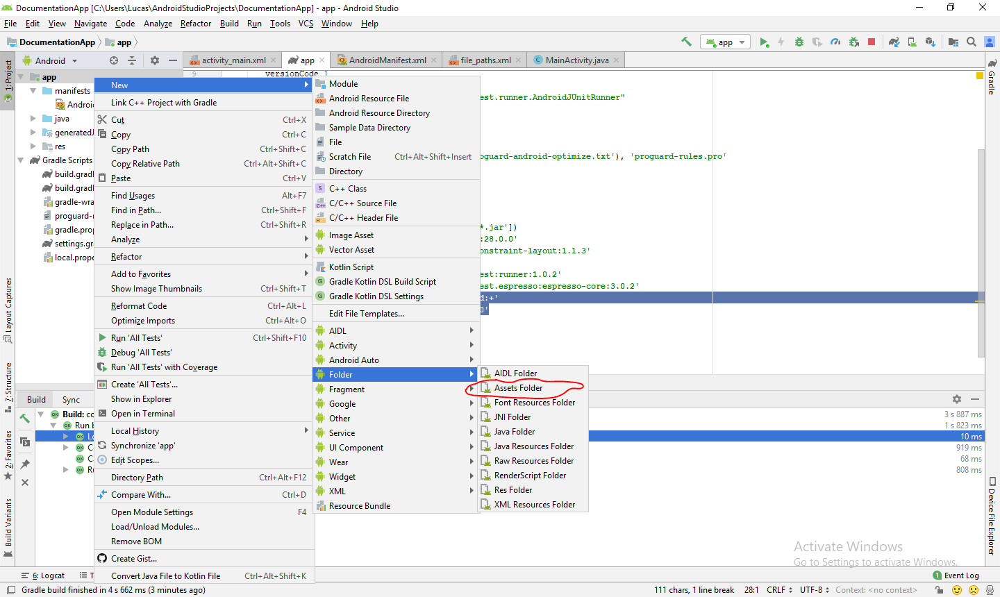 DocumentationApp [C:\Users\Lucas\AndroidStudioProjects\DocumentationApp] - app - Android Studio
File Edit View Navigate Code Analyze Refactor Build Run Tools VCS Window Help
DocumentationApp app
app
Android
activity_main.xml app AndroidManifest.xml file_paths.xml MainActivity.java
1: Project
Layout Captures
7: Structure
2: Favorites
Build Variants
Gradle
Device File Explorer
app
manifests
Androi
java
generatedJ
res
Gradle Scripts
build.gradl
build.gradl
gradle-wra
proguard-r
gradle.prop
settings.gra
local.prope
9
versionCode 1
est.runner.AndroidJUnitRunner"
oguard-android-optimize.txt'), 'proguard-rules.pro'
*.jar'])
:28.0.0'
onstraint-layout:1.1.3'
est:runner:1.0.2'
est.espresso:espresso-core:3.0.2'
d:+'
0'
New
Link C++ Project with Gradle
Cut Ctrl+X
Copy Ctrl+C
Copy Path Ctrl+Shift+C
Copy Relative Path Ctrl+Alt+Shift+C
Paste Ctrl+V
Find Usages Alt+F7
Find in Path... Ctrl+Shift+F
Replace in Path... Ctrl+Shift+R
Analyze
Refactor
Add to Favorites
Show Image Thumbnails Ctrl+Shift+T
Reformat Code Ctrl+Alt+L
Optimize Imports Ctrl+Alt+O
Run 'All Tests' Ctrl+Shift+F10
Debug 'All Tests'
Run 'All Tests' with Coverage
Create 'All Tests'...
Show in Explorer
Open in Terminal
Local History
Synchronize 'app'
Edit Scopes...
Directory Path Ctrl+Alt+F12
Compare With... Ctrl+D
Open Module Settings F4
Load/Unload Modules...
Remove BOM
Create Gist...
Convert Java File to Kotlin File Ctrl+Alt+Shift+K
Module
Android Resource File
Android Resource Directory
Sample Data Directory
File
Scratch File Ctrl+Alt+Shift+Insert
Directory
C++ Class
C/C++ Source File
C/C++ Header File
Image Asset
Vector Asset
Kotlin Script
Gradle Kotlin DSL Build Script
Gradle Kotlin DSL Settings
Edit File Templates...
AIDL
Activity
Android Auto
Folder
Fragment
Google
Other
Service
UI Component
Wear
Widget
XML
Resource Bundle
AIDL Folder
Assets Folder
Font Resources Folder
JNI Folder
Java Folder
Java Resources Folder
Raw Resources Folder
RenderScript Folder
Res Folder
XML Resources Folder
Build Sync
Build: co
Run b
Lo
C
Ca
Ru
3 s 887 ms
1 s 823 ms
10 ms
919 ms
68 ms
808 ms
Activate Windows
Go to Settings to activate Windows.
6: Logcat T
1 Event Log
Gradle build finished in 4 s 662 ms (3 minutes ago)
111 chars, 1 line break 28:1 CRLF UTF-8 Context: <no context>